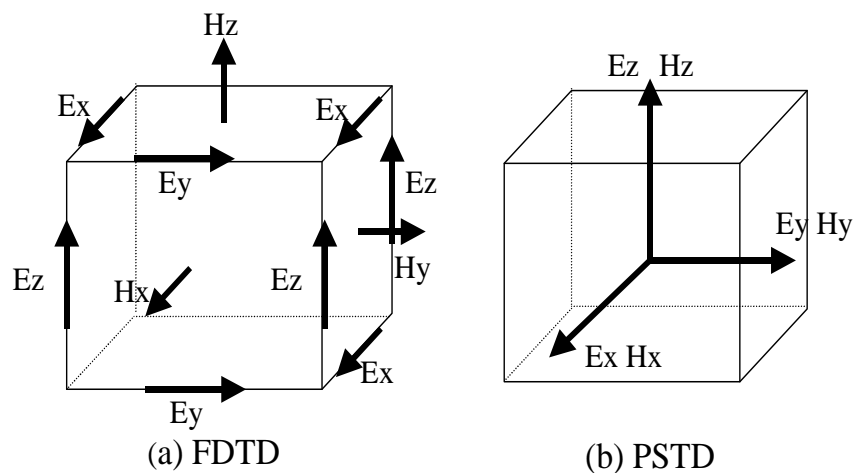 Hz
Ex
Ex
Ey
Ez
Ez
Hx
Ez
Hy
Ex
Ey
(a) FDTD
Ez Hz
Ey Hy
Ex Hx
(b) PSTD